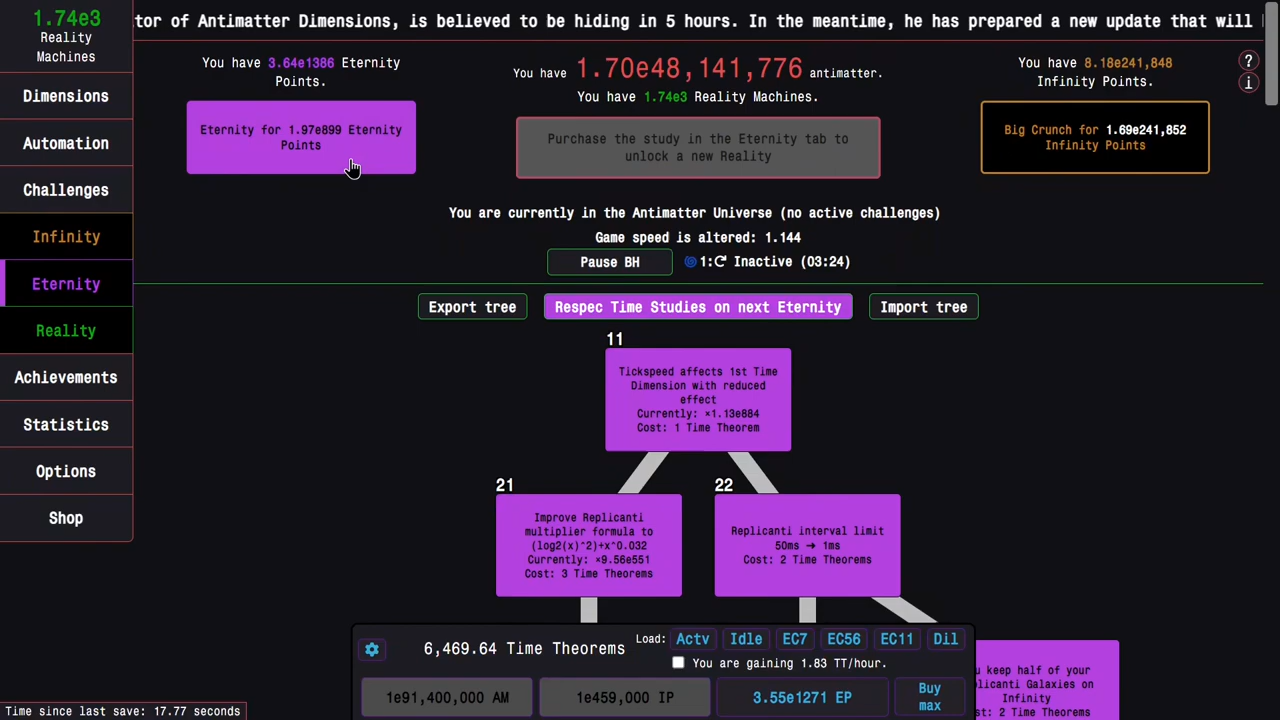 1.74e3
Reality
Machines
tor of Antimatter Dimensions, is believed to be hiding in 5 hours. In the meantime, he has prepared a new update that will
You have 3.64e1386 Eternity
Points.
Eternity for 1.97e899 Eternity
Points
You have 1.70e48,141,776 antimatter.
You have 1.74e3 Reality Machines.
Purchase the study in the Eternity tab to
unlock a new Reality
You have 8.18e241,848
Infinity Points.
Big Crunch for 1.69e241,852
Infinity Points
?
i
Dimensions
Automation
Challenges
Infinity
Eternity
Reality
Achievements
Statistics
Options
Shop
You are currently in the Antimatter Universe (no active challenges)
Game speed is altered: 1.144
Pause BH
1: Inactive (03:24)
Export tree
Respec Time Studies on next Eternity
Import tree
11
Tickspeed affects 1st Time
Dimension with reduced
effect
Currently: ×1.13e884
Cost: 1 Time Theorem
21
Improve Replicanti
multiplier formula to
(log2(x)^2)+x^0.032
Currently: ×9.56e551
Cost: 3 Time Theorems
22
Replicanti interval limit
50ms → 1ms
Cost: 2 Time Theorems
keep half of your
Galaxies on
Infinity
2 Time Theorems
6,469.64 Time Theorems
Load: Actv Idle EC7 EC56 EC11 Dil
You are gaining 1.83 TT/hour.
1e91,400,000 AM
1e459,000 IP
3.55e1271 EP
Buy
max
Time since last save: 17.77 seconds